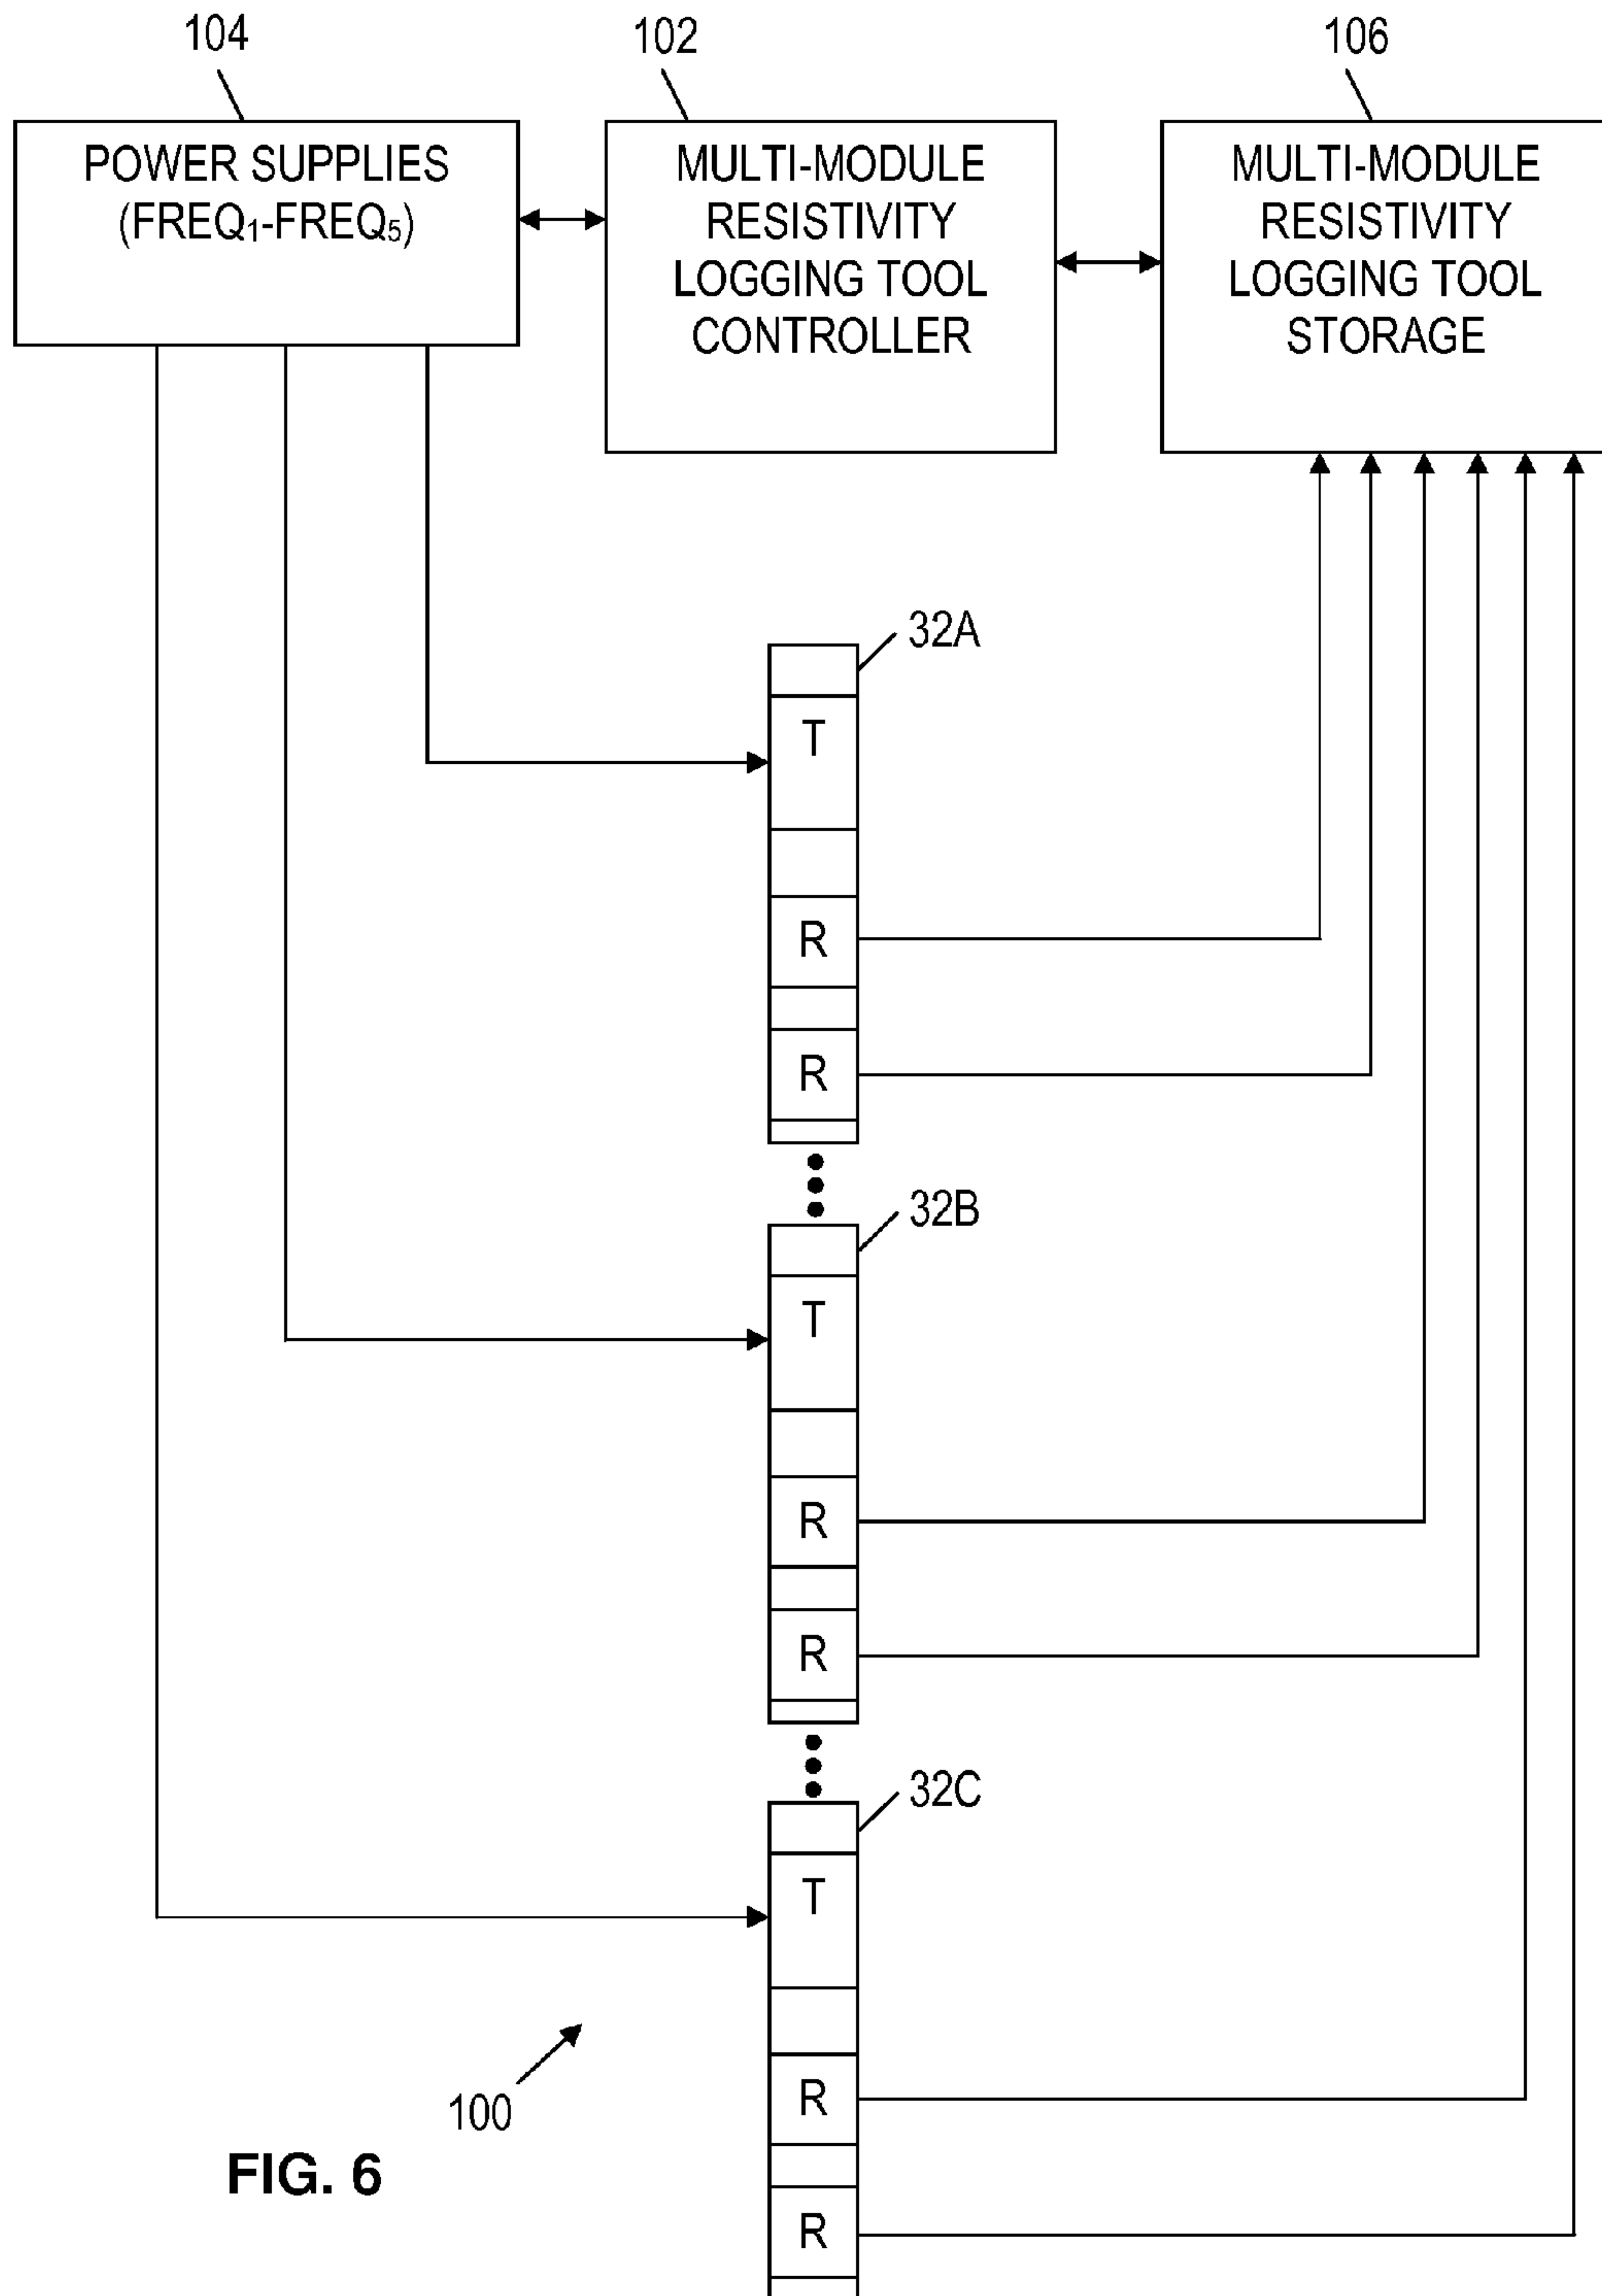 104
102
106
POWER SUPPLIES
(FREQ₁-FREQ₅)
MULTI-MODULE
RESISTIVITY
LOGGING TOOL
CONTROLLER
MULTI-MODULE
RESISTIVITY
LOGGING TOOL
STORAGE
32A
T
R
R
32B
T
R
R
32C
T
R
R
100
FIG. 6